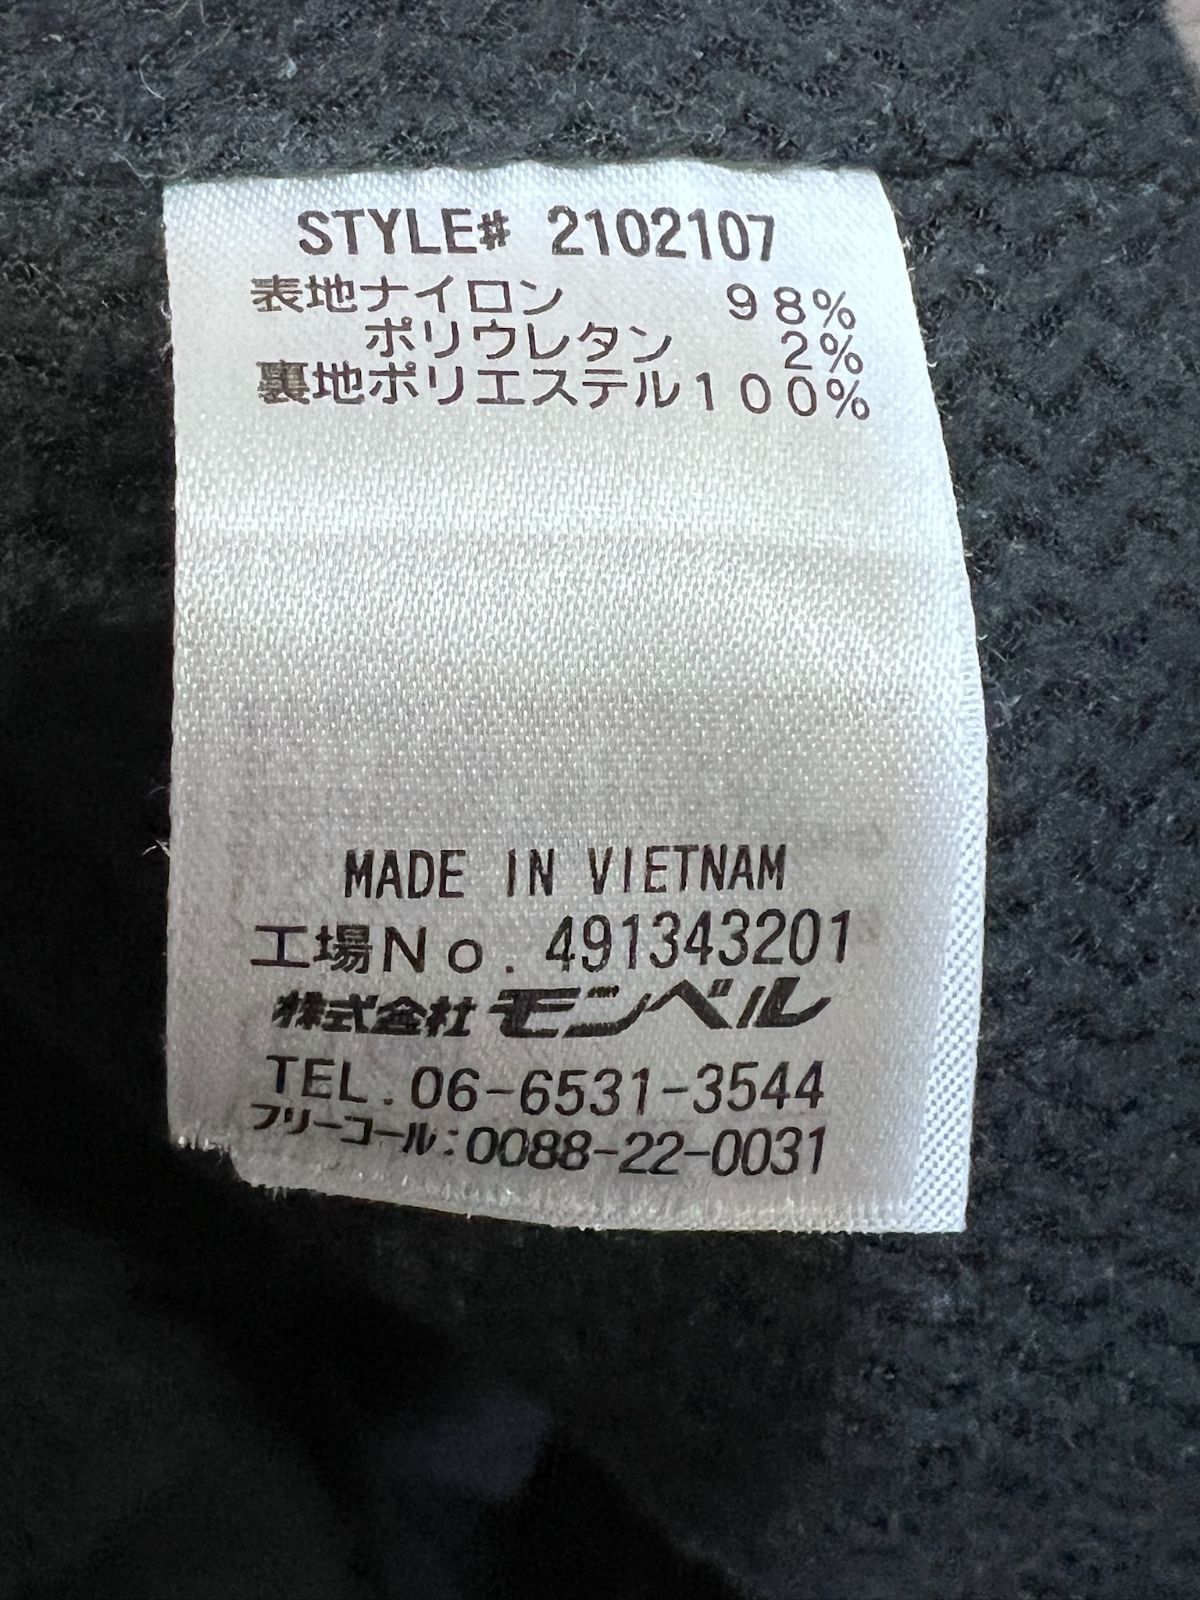 STYLE# 2102107
表地ナイロン 98%
ポリウレタン 2%
裏地ポリエステル100%
MADE IN VIETNAM
工場No. 491343201
株式会社モンベル
TEL. 06-6531-3544
フリーコール:0088-22-0031